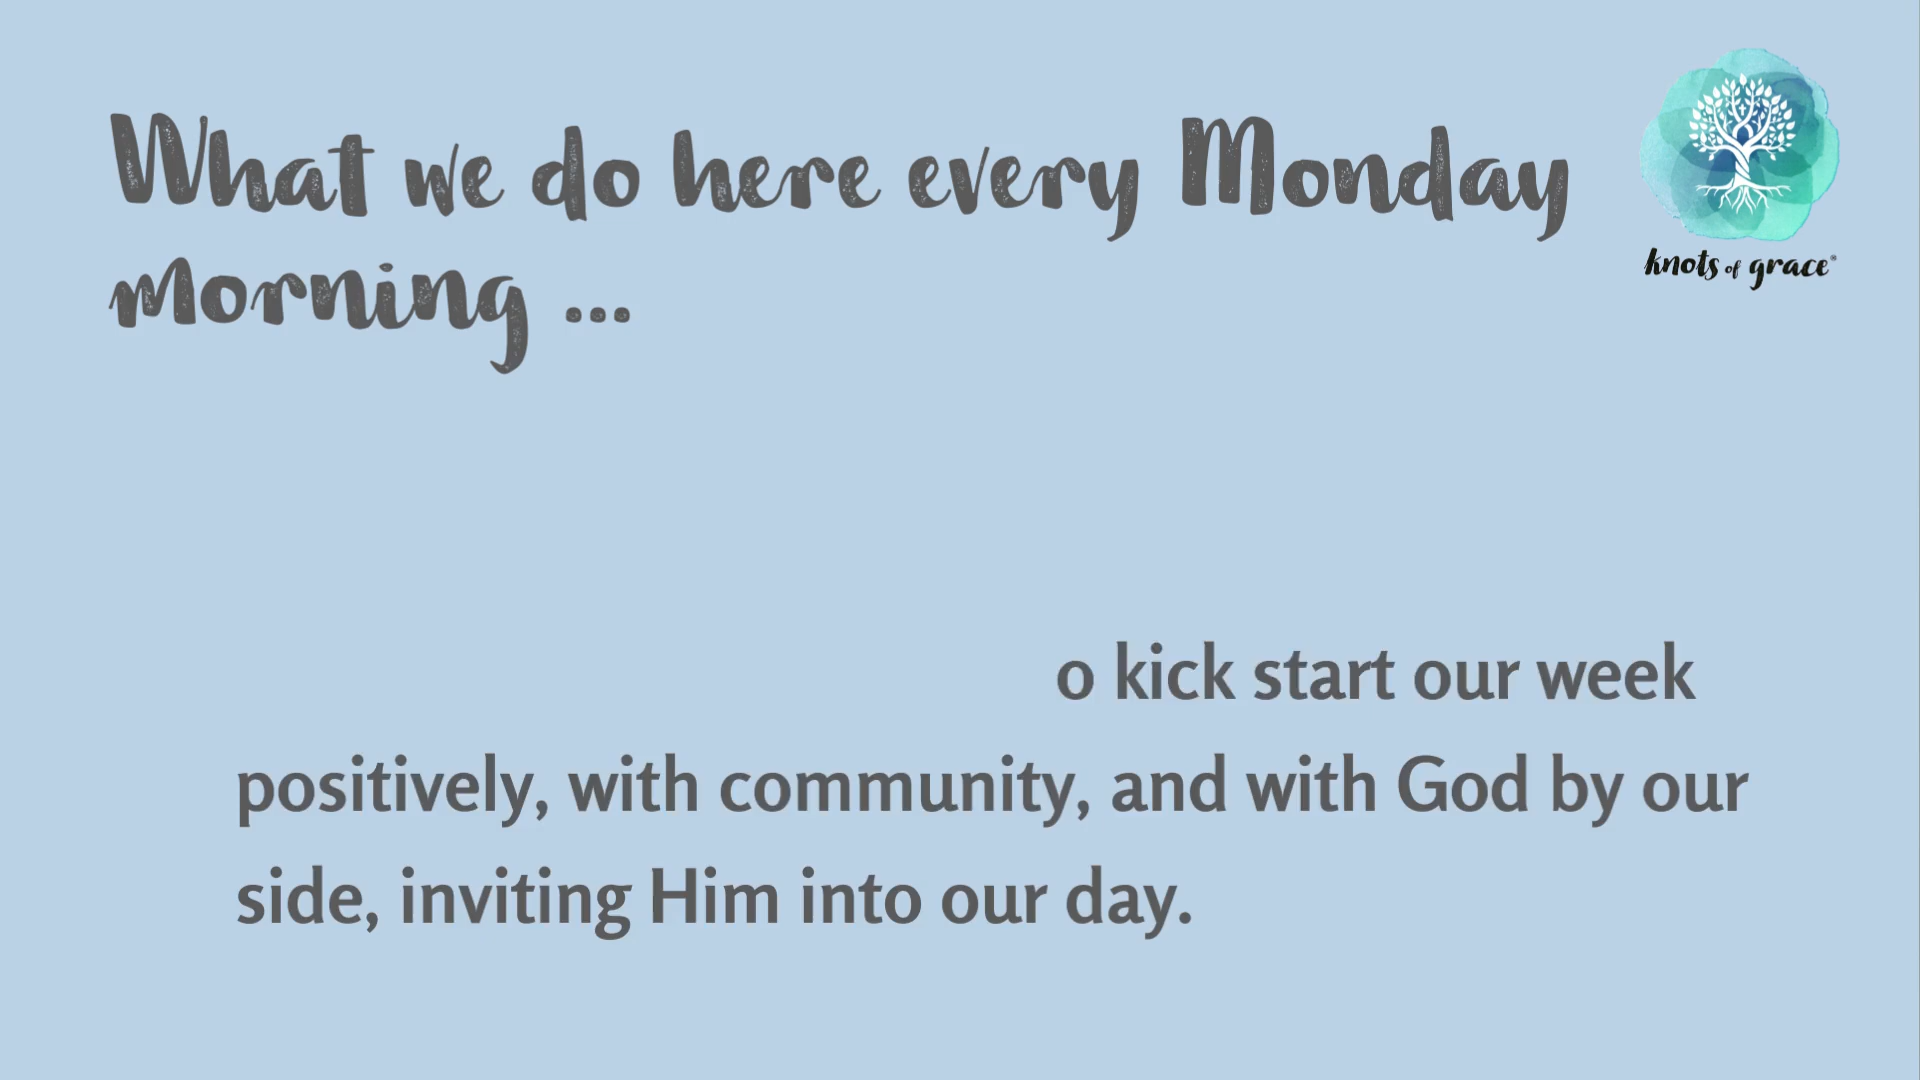 What we do here every Monday
morning ...
knots of grace®
o kick start our week
positively, with community, and with God by our
side, inviting Him into our day.